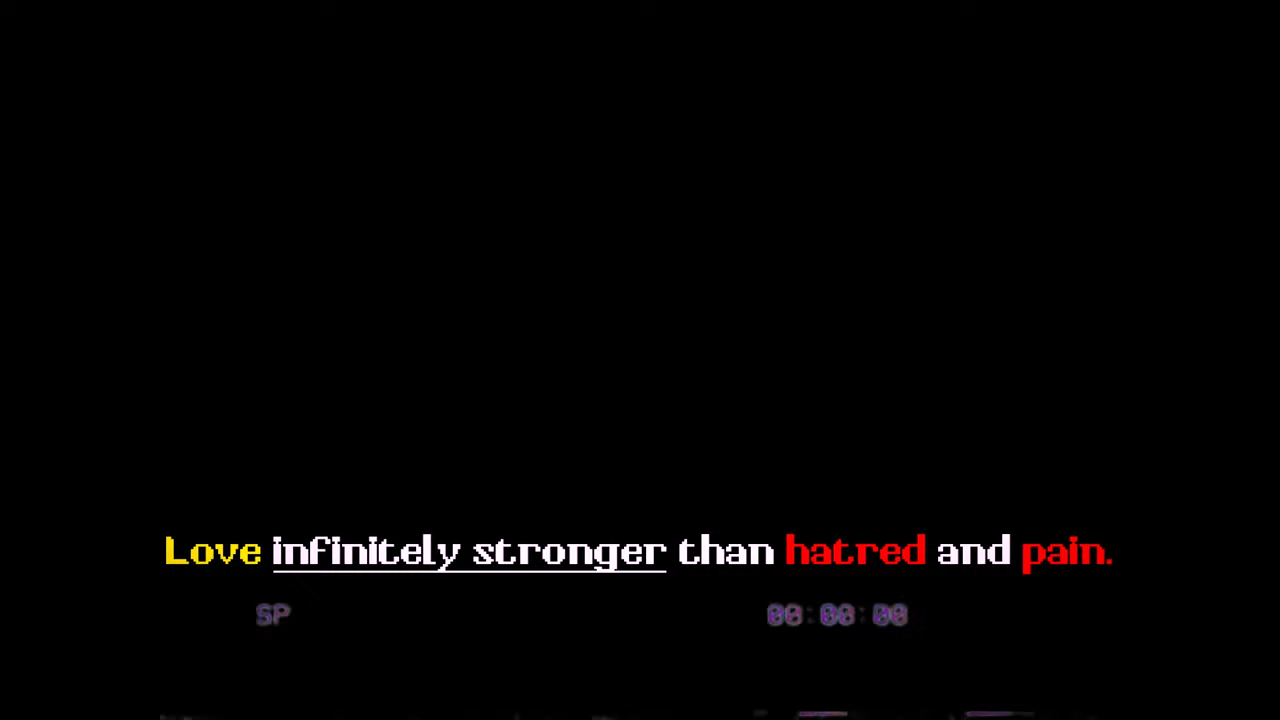 Love infinitely stronger than hatred and pain.
SP 00:00:00